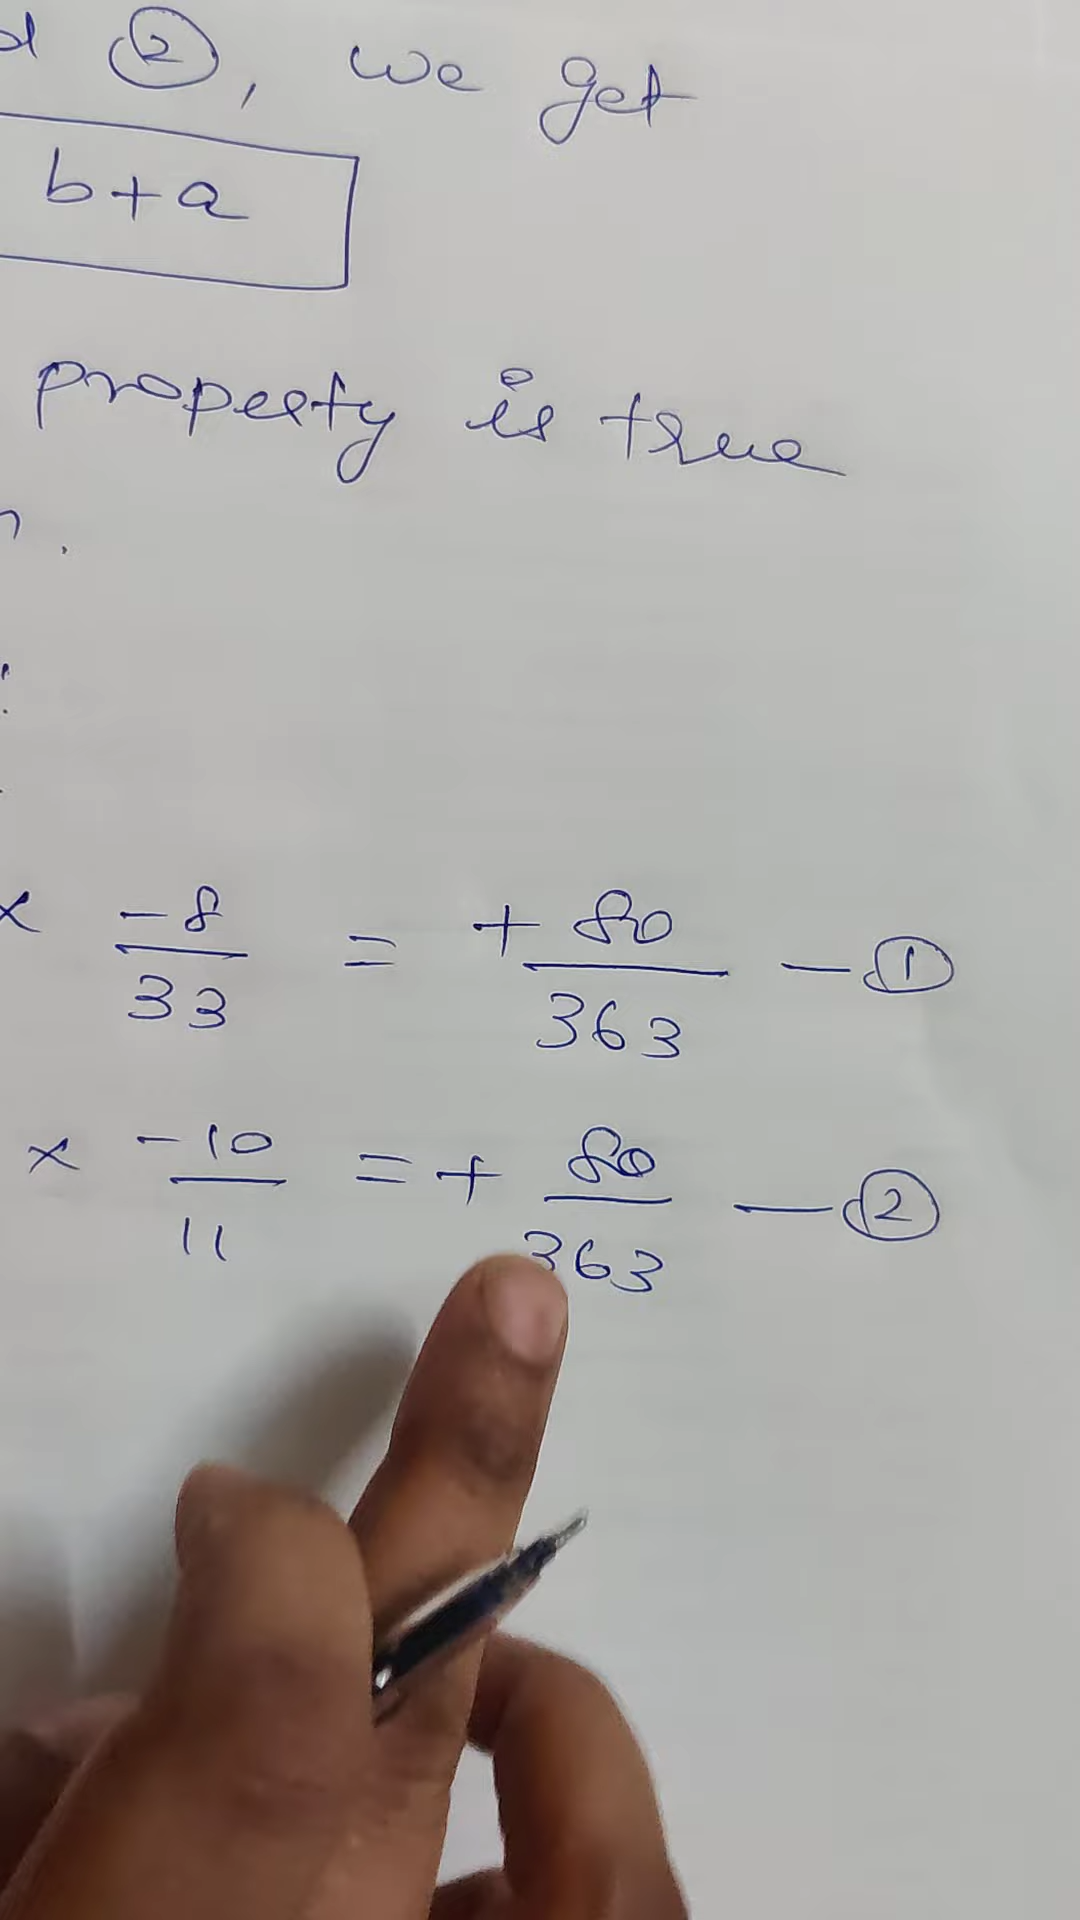 ②, we get
b+a
property is true
× -8/33 = + 80/363 — ①
× -10/11 = + 80/363 — ②